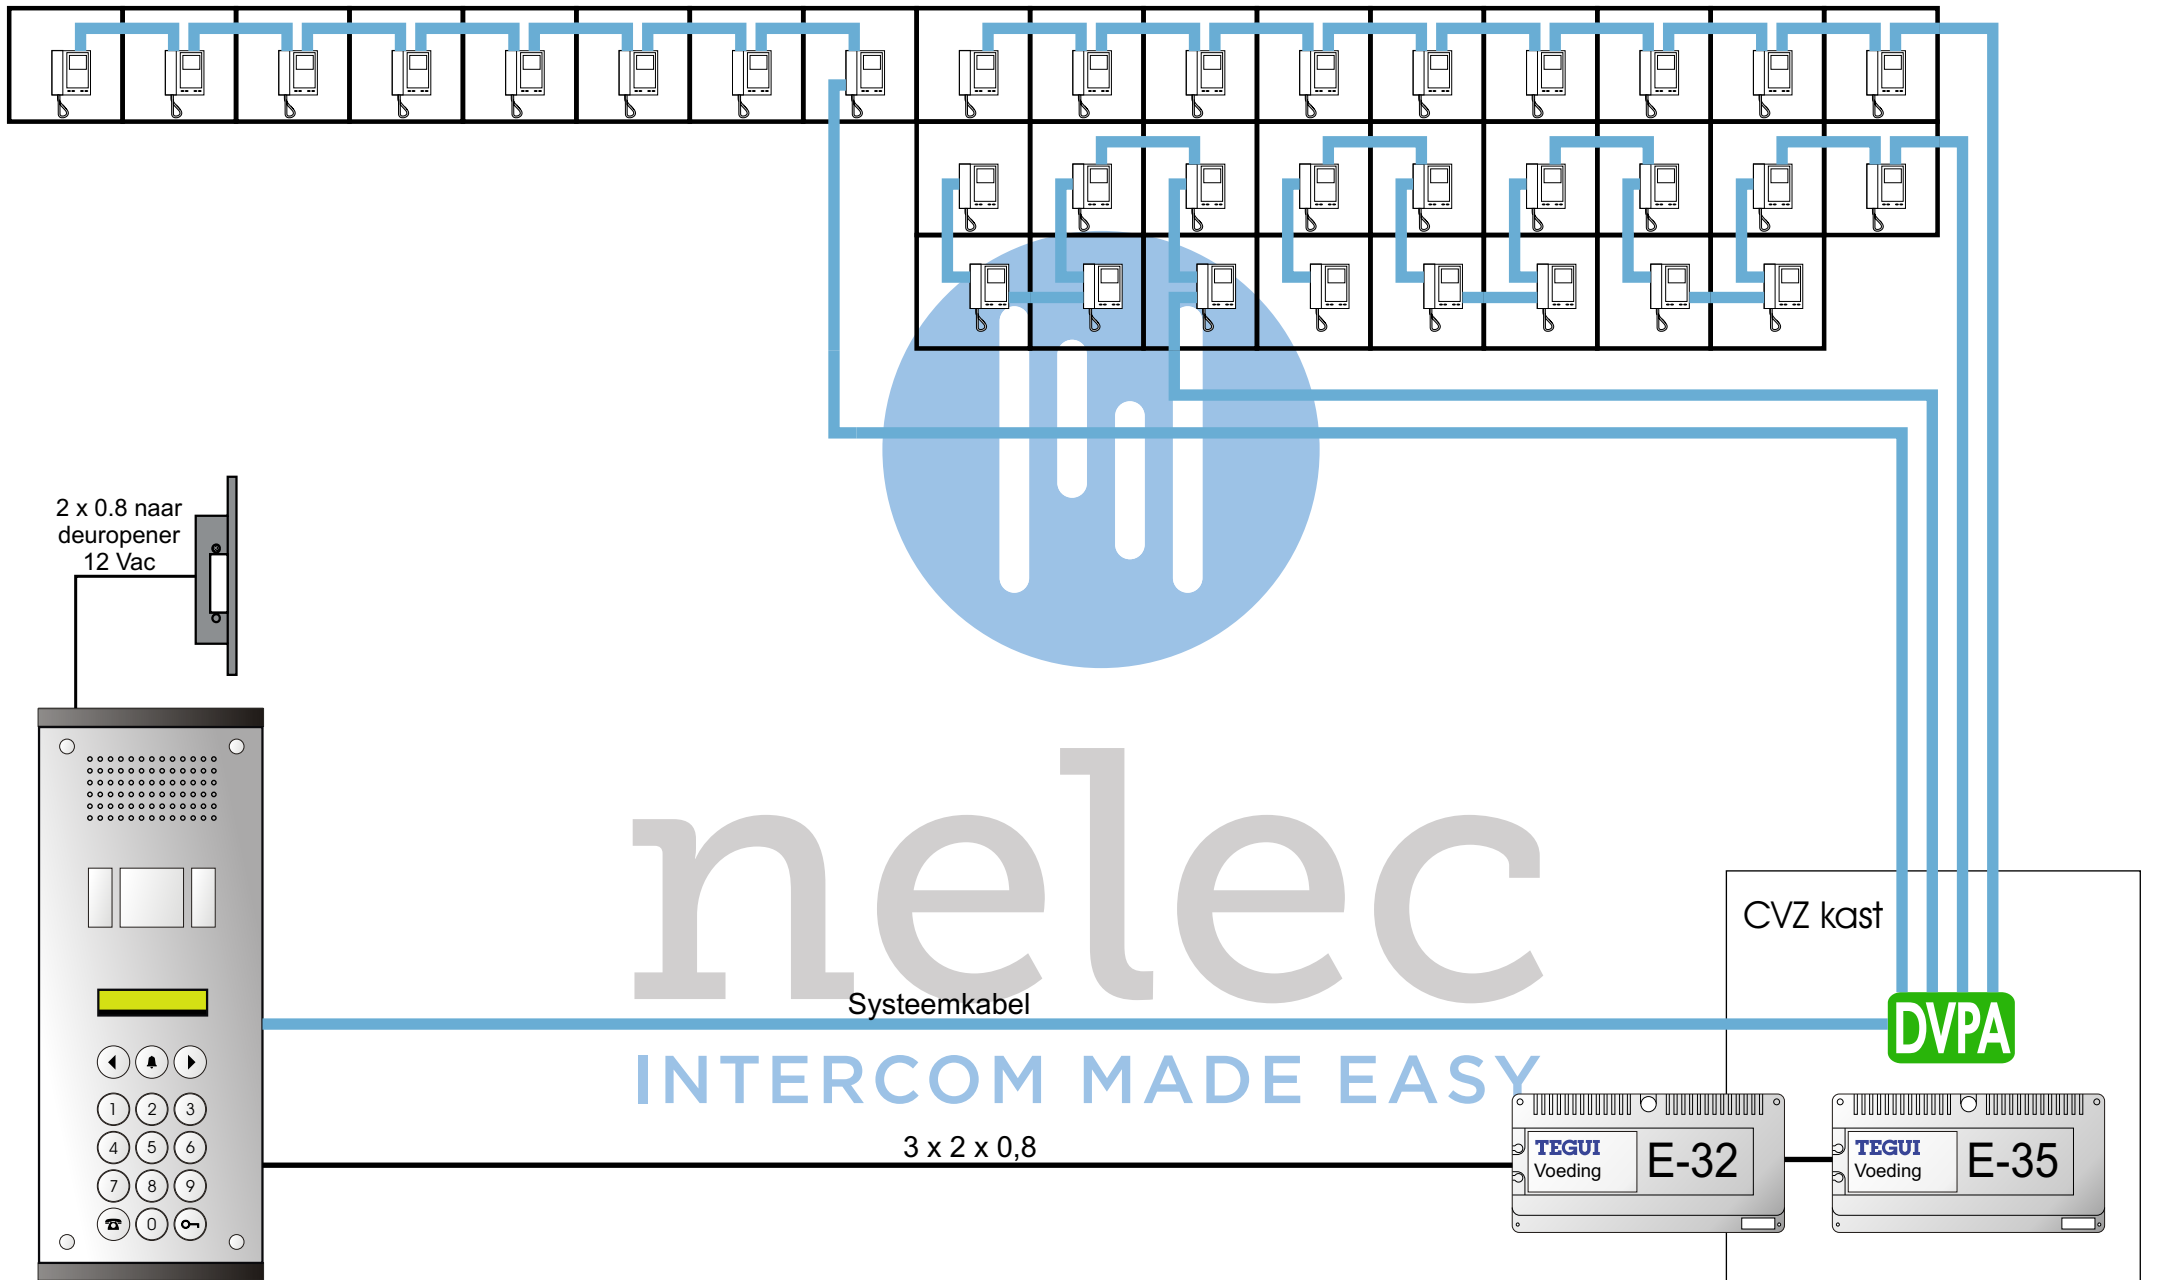 2 x 0.8 naar
deuropener
12 Vac
nelec
INTERCOM MADE EASY
Systeemkabel
3 x 2 x 0,8
CVZ kast
DVPA
TEGUI
Voeding
E-32
TEGUI
Voeding
E-35
1 2 3
4 5 6
7 8 9
0